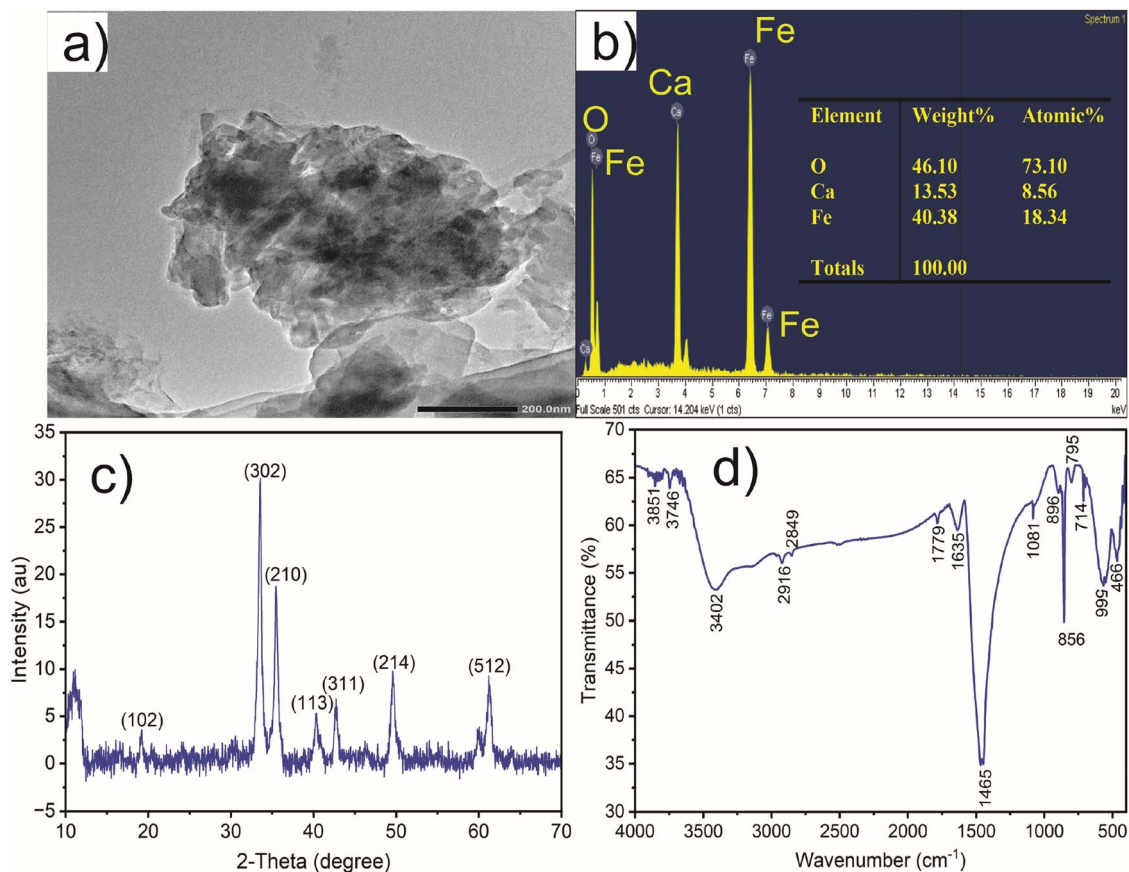 a)
200.0nm
b)
Spectrum 1
Fe
Fe
Ca
Ca
O
O
Fe
Fe
Fe
Fe
Ca
Element Weight% Atomic%
O 46.10 73.10
Ca 13.53 8.56
Fe 40.38 18.34
Totals 100.00
0 1 2 3 4 5 6 7 8 9 10 11 12 13 14 15 16 17 18 19 20
Full Scale 501 cts Cursor: 14.204 keV (1 cts) keV
c)
Intensity (au)
35
30
25
20
15
10
5
0
−5
(302)
(210)
(102)
(113)
(311)
(214)
(512)
10 20 30 40 50 60 70
2-Theta (degree)
d)
Transmittance (%)
70
65
60
55
50
45
40
35
30
3851
3746
3402
2916
2849
1779
1635
1465
1081
896
856
795
714
566
466
4000 3500 3000 2500 2000 1500 1000 500
Wavenumber (cm-1)